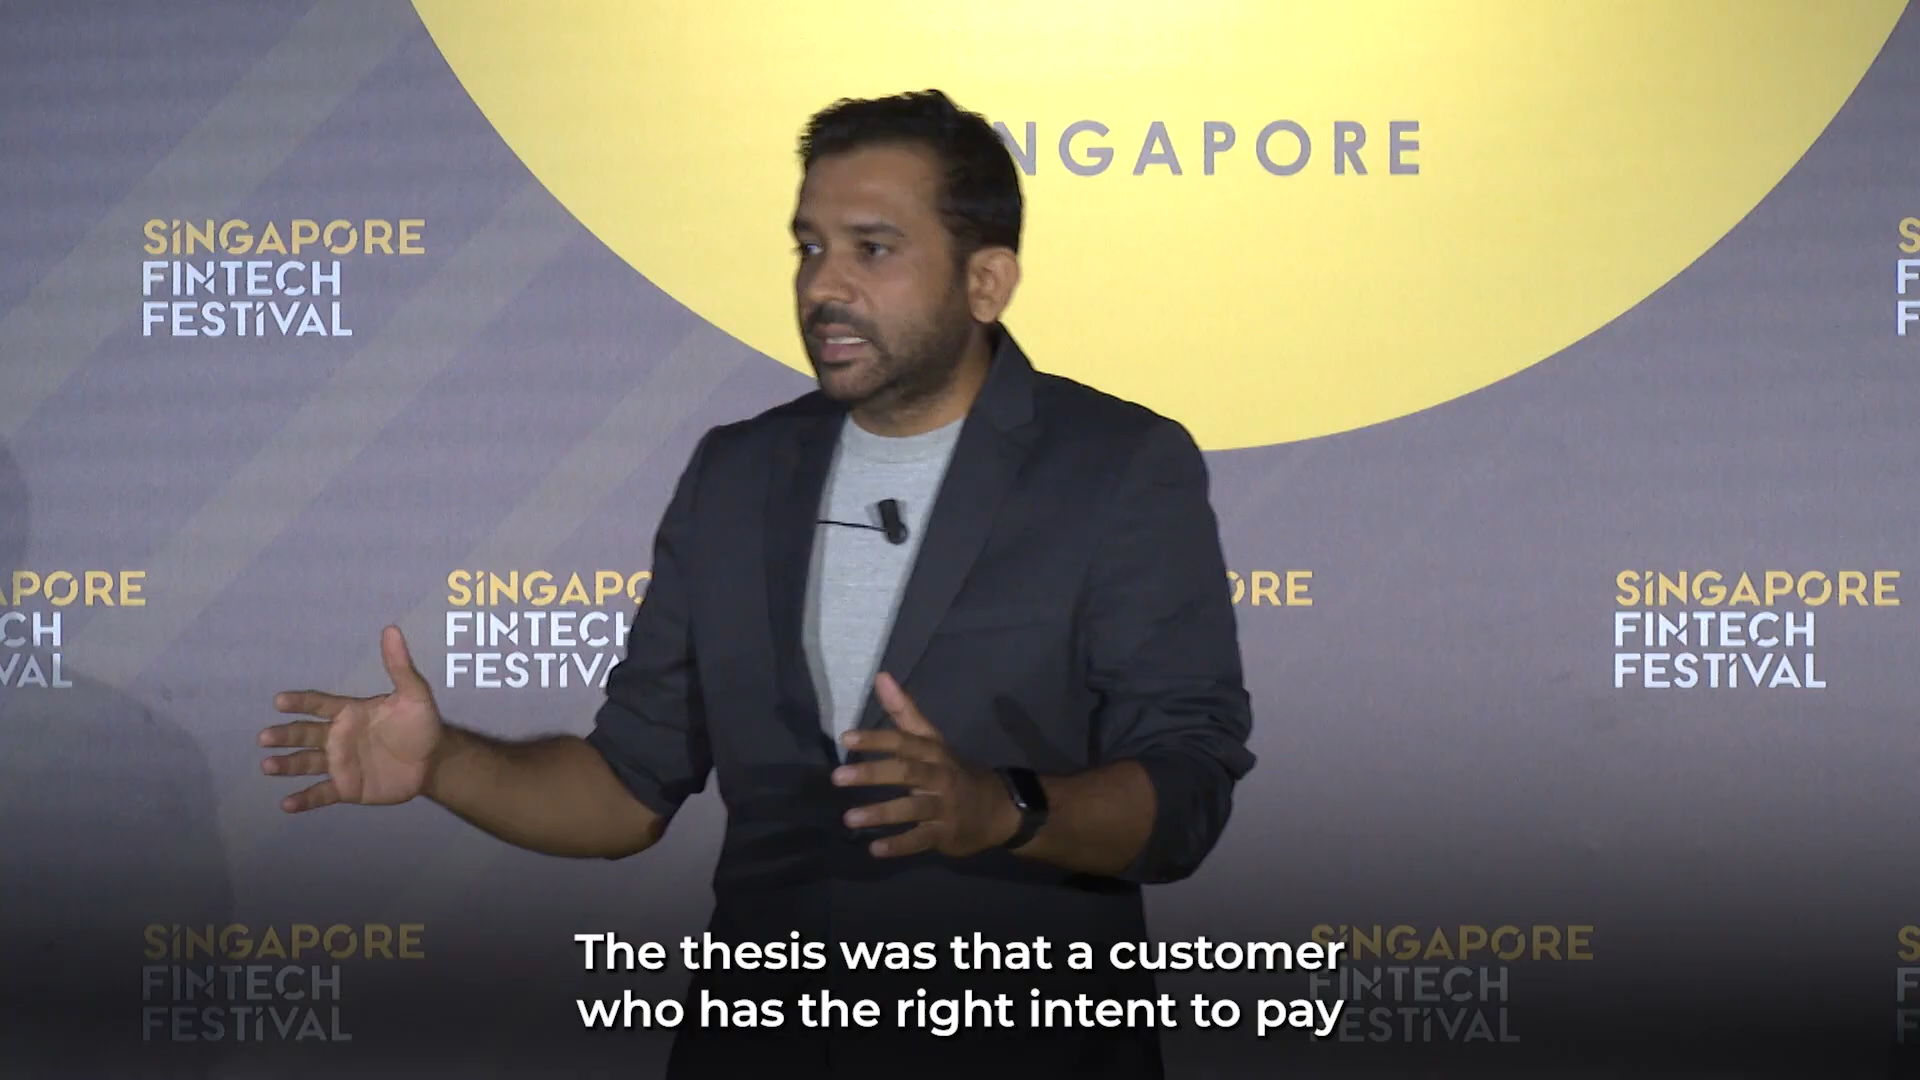 NGAPORE
SINGAPORE
FINTECH
FESTIVAL
APORE
CH
VAL
SINGAPO
FINTECH
FESTIVA
ORE
SINGAPORE
FINTECH
FESTIVAL
SINGAPORE
FINTECH
FESTIVAL
SINGAPORE
FINTECH
FESTIVAL
The thesis was that a customer
who has the right intent to pay